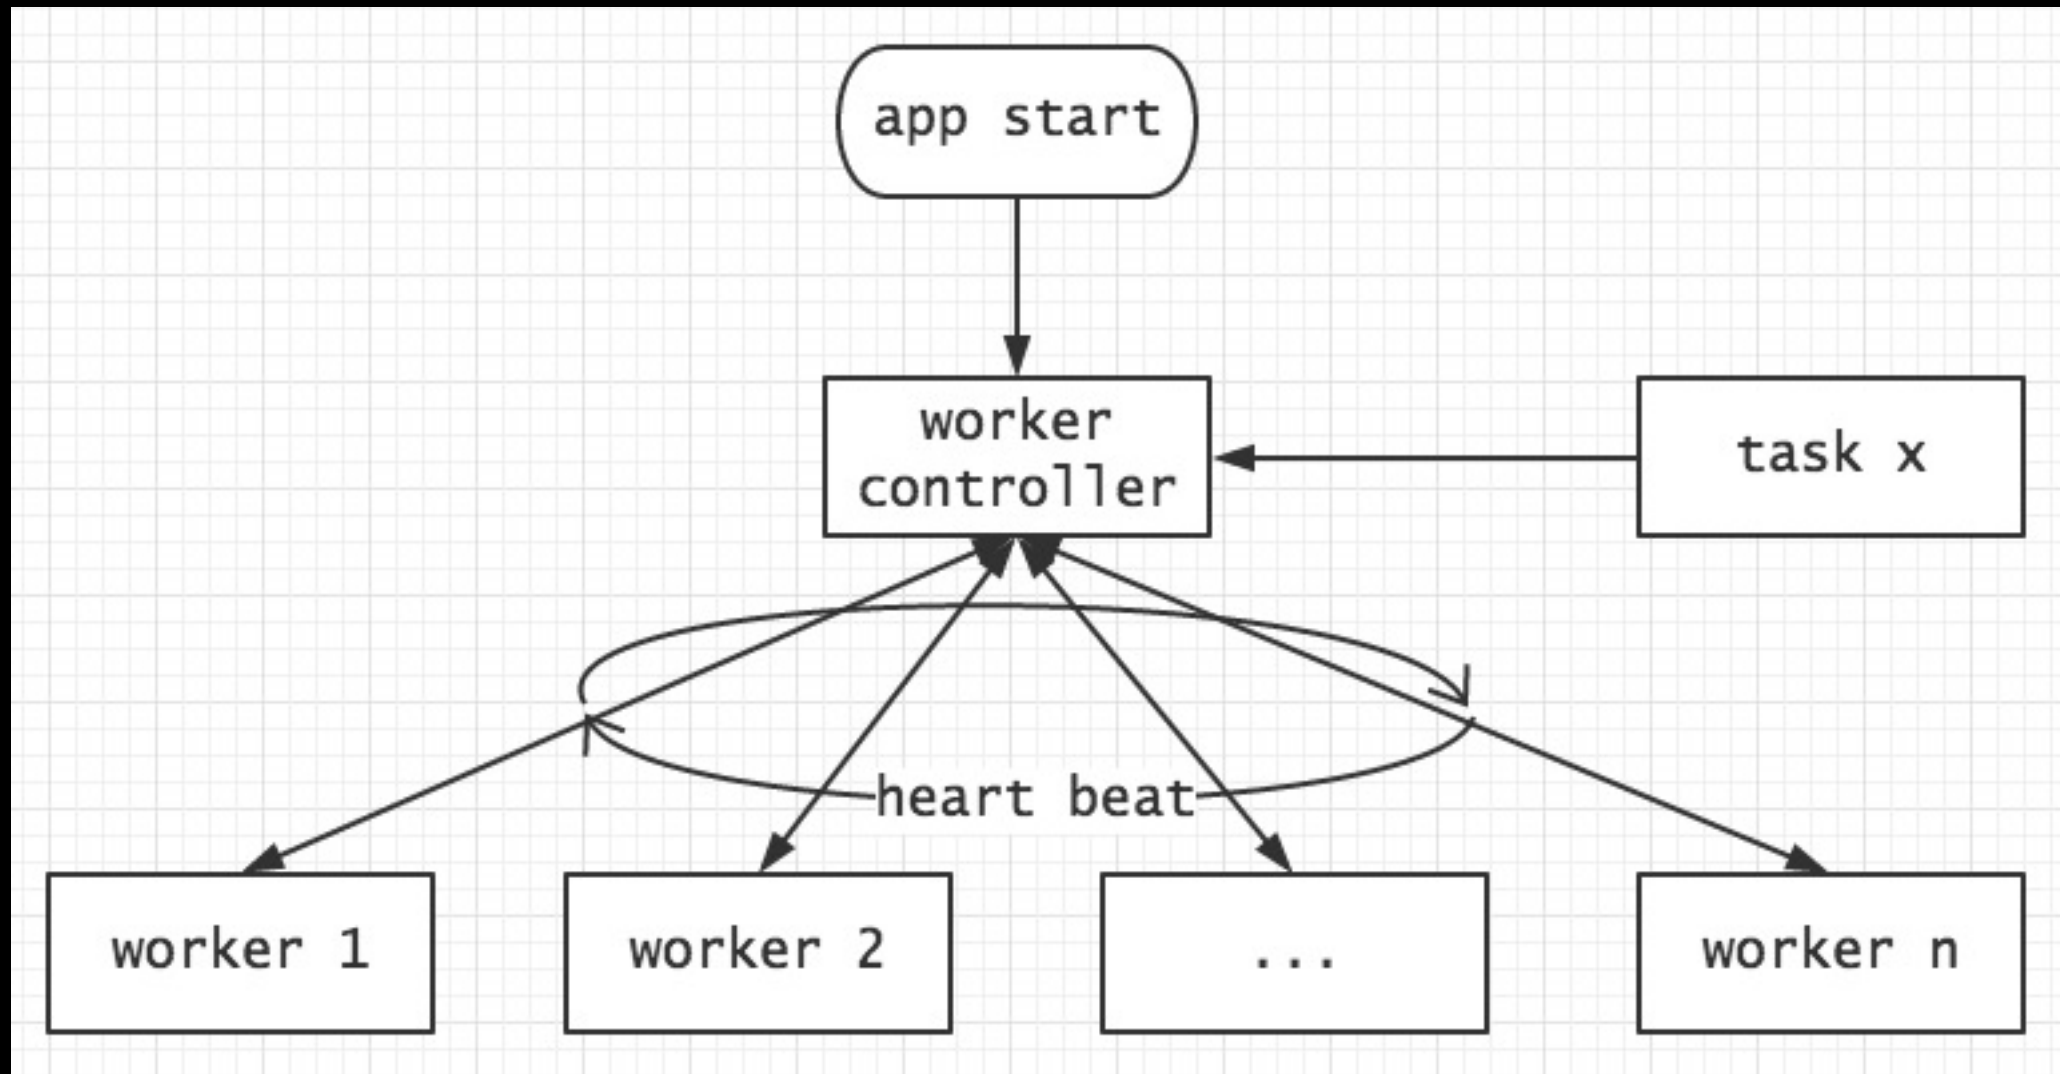 app start
worker
controller
task x
heart beat
worker 1
worker 2
...
worker n